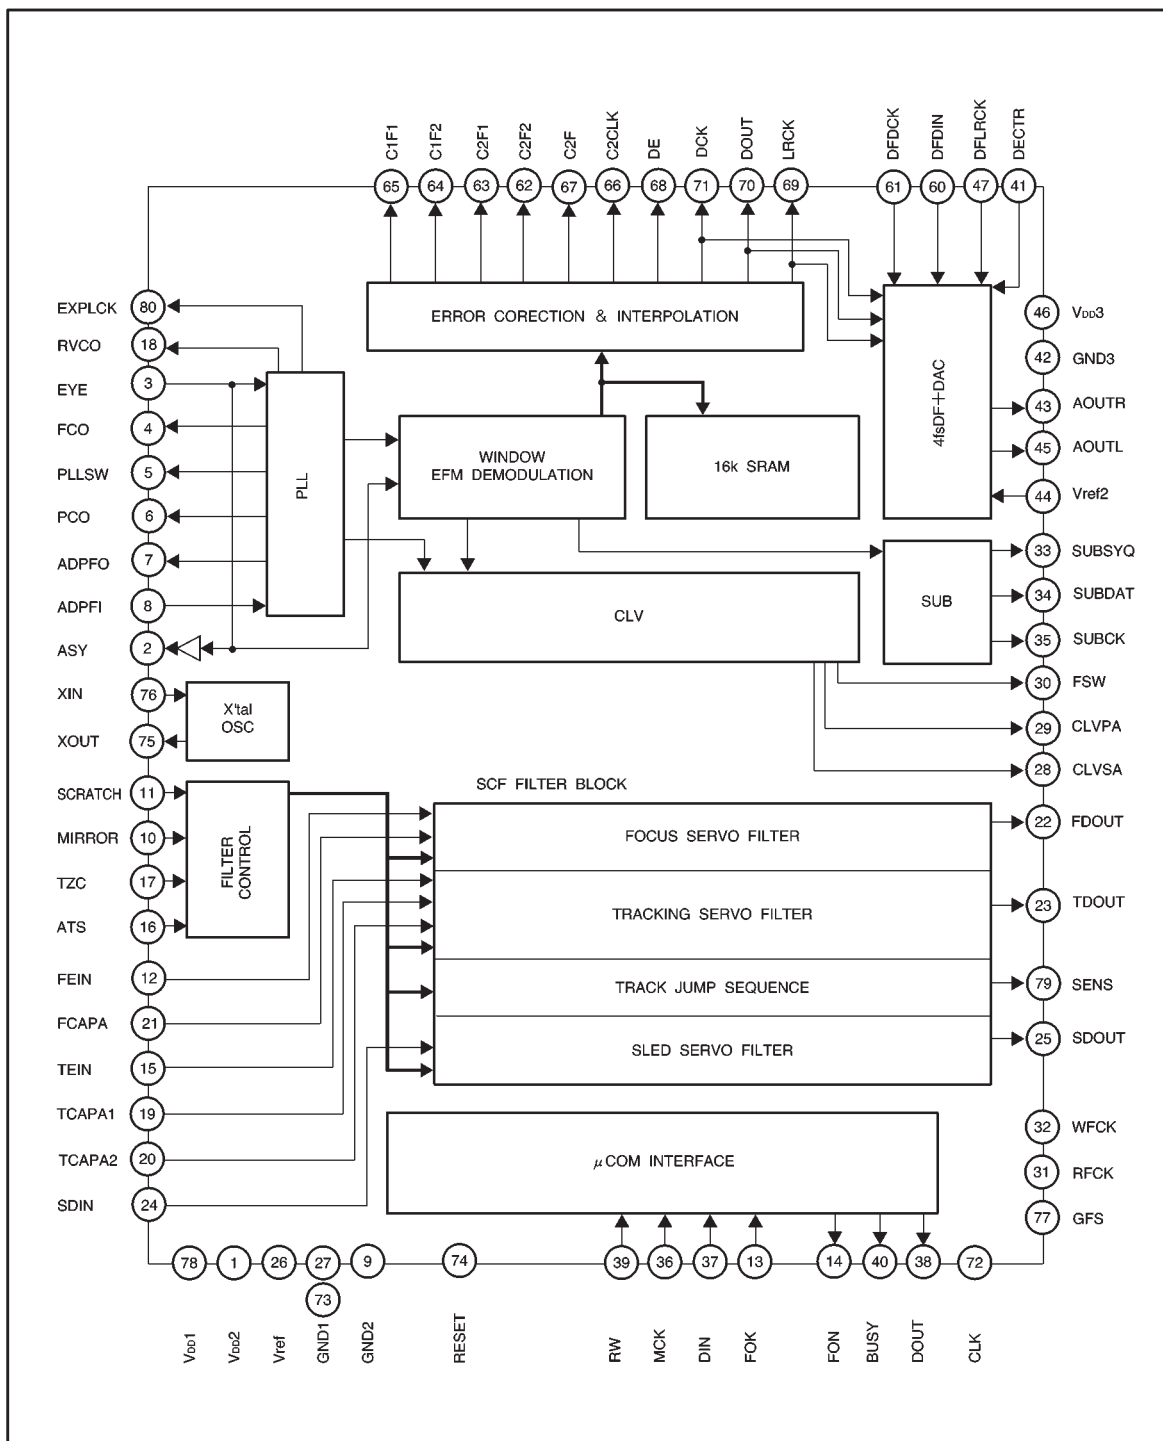 C1F1
C1F2
C2F1
C2F2
C2F
C2CLK
DE
DCK
DOUT
LRCK
DFDCK
DFDIN
DFLRCK
DECTR
65
64
63
62
67
66
68
71
70
69
61
60
47
41
EXPLCK 80
RVCO 18
EYE 3
FCO 4
PLLSW 5
PCO 6
ADPFO 7
ADPFI 8
ASY 2
XIN 76
XOUT 75
SCRATCH 11
MIRROR 10
TZC 17
ATS 16
FEIN 12
FCAPA 21
TEIN 15
TCAPA1 19
TCAPA2 20
SDIN 24
ERROR CORECTION & INTERPOLATION
PLL
WINDOW
EFM DEMODULATION
16k SRAM
4fsDF+DAC
CLV
SUB
X'tal
OSC
FILTER
CONTROL
SCF FILTER BLOCK
FOCUS SERVO FILTER
TRACKING SERVO FILTER
TRACK JUMP SEQUENCE
SLED SERVO FILTER
μCOM INTERFACE
46 VDD3
42 GND3
43 AOUTR
45 AOUTL
44 Vref2
33 SUBSYQ
34 SUBDAT
35 SUBCK
30 FSW
29 CLVPA
28 CLVSA
22 FDOUT
23 TDOUT
79 SENS
25 SDOUT
32 WFCK
31 RFCK
77 GFS
78
1
26
27
73
9
74
39
36
37
13
14
40
38
72
VDD1
VDD2
Vref
GND1
GND2
RESET
RW
MCK
DIN
FOK
FON
BUSY
DOUT
CLK